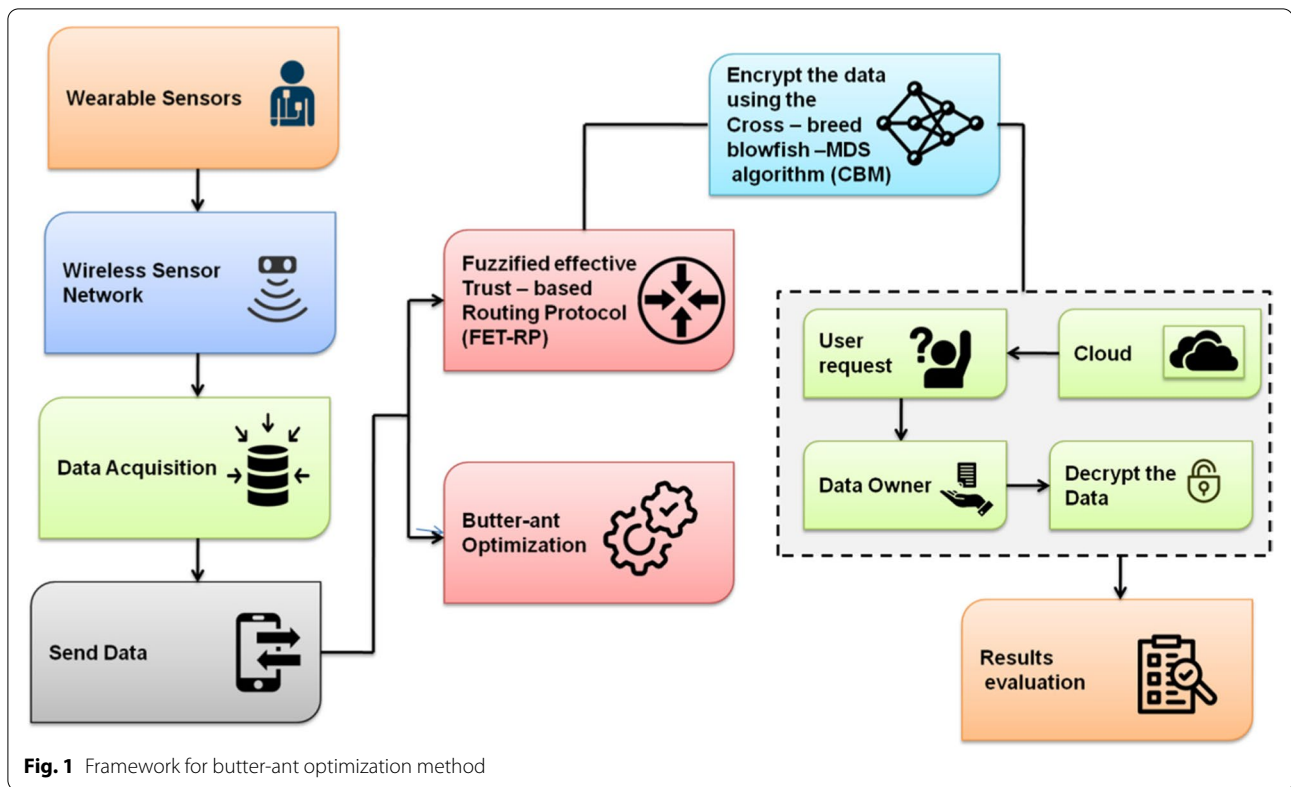 Wearable Sensors
Wireless Sensor
Network
Data Acquisition
Send Data
Fuzzified effective
Trust – based
Routing Protocol
(FET-RP)
Butter-ant
Optimization
Encrypt the data
using the
Cross – breed
blowfish –MDS
algorithm (CBM)
User
request
Cloud
Data Owner
Decrypt the
Data
Results
evaluation
Fig. 1 Framework for butter-ant optimization method